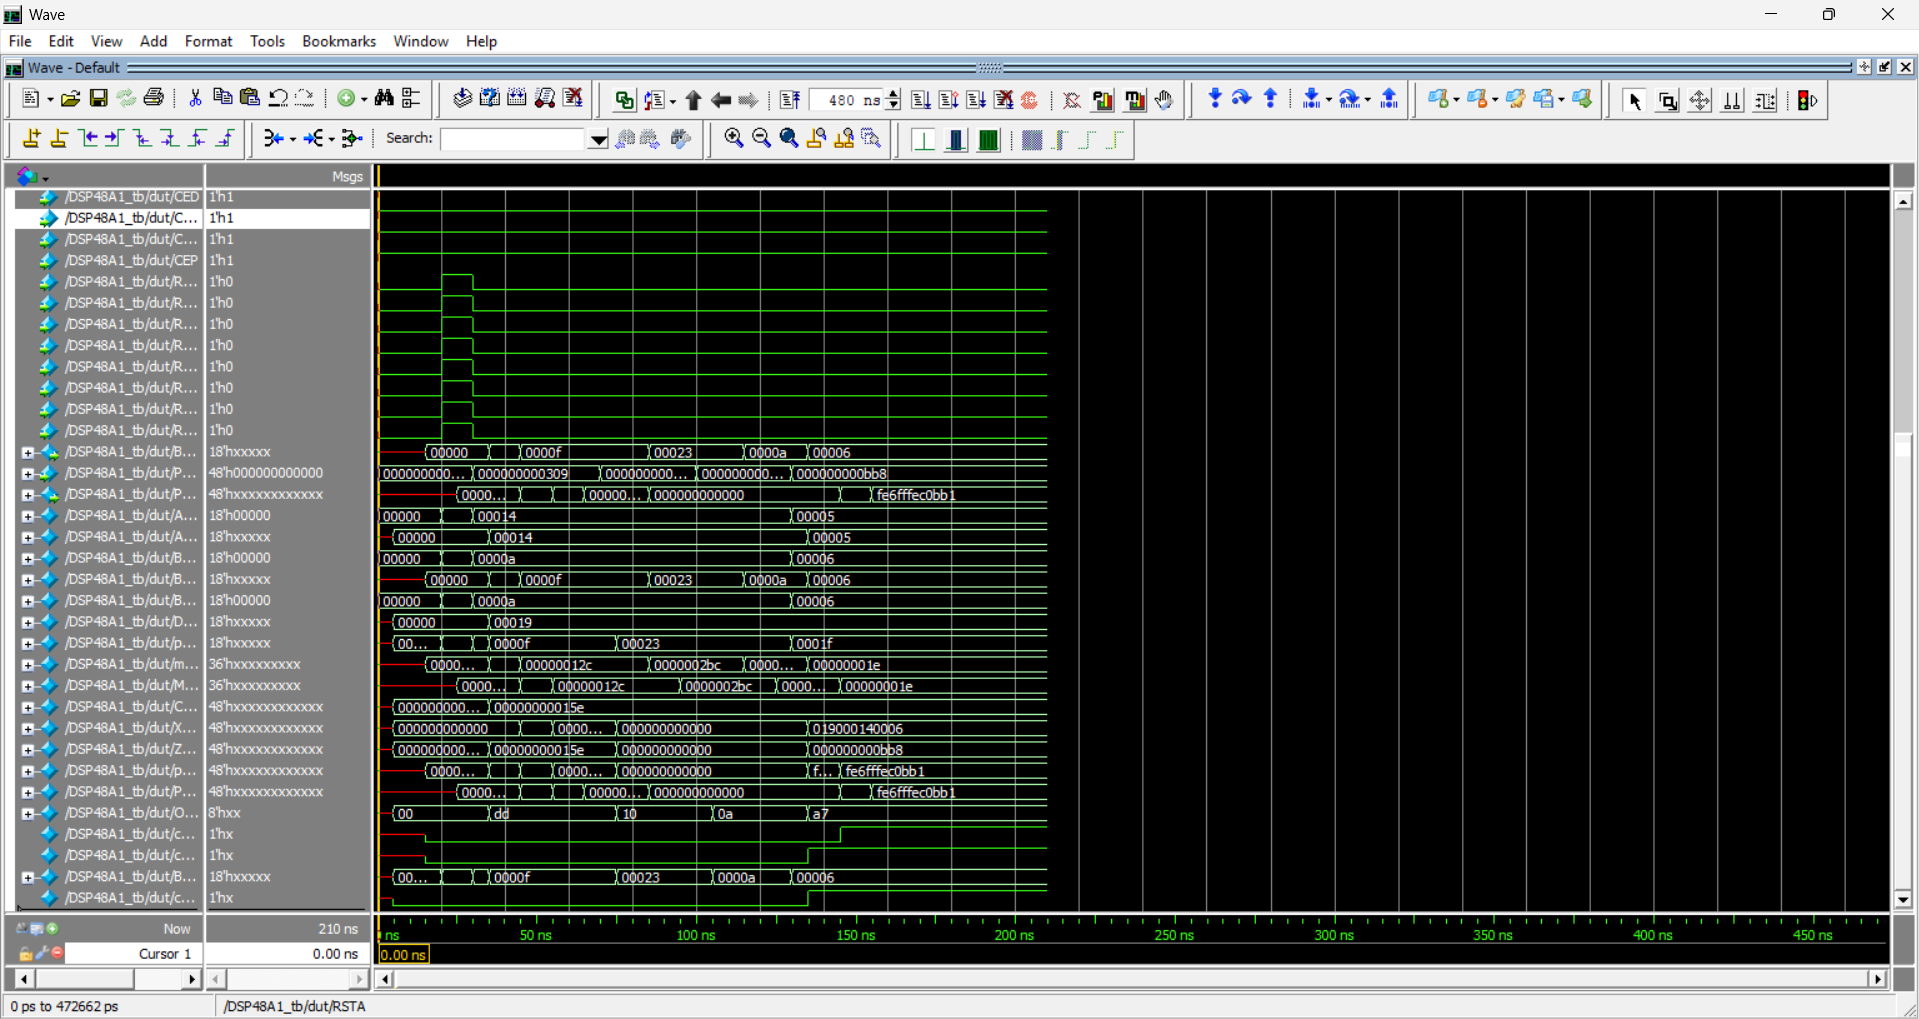 Wave
File Edit View Add Format Tools Bookmarks Window Help
Wave - Default
480 ns
Search:
Msgs
/DSP48A1_tb/dut/CED 1'h1
/DSP48A1_tb/dut/C... 1'h1
/DSP48A1_tb/dut/C... 1'h1
/DSP48A1_tb/dut/CEP 1'h1
/DSP48A1_tb/dut/R... 1'h0
/DSP48A1_tb/dut/R... 1'h0
/DSP48A1_tb/dut/R... 1'h0
/DSP48A1_tb/dut/R... 1'h0
/DSP48A1_tb/dut/R... 1'h0
/DSP48A1_tb/dut/R... 1'h0
/DSP48A1_tb/dut/R... 1'h0
/DSP48A1_tb/dut/R... 1'h0
/DSP48A1_tb/dut/B... 18'hxxxxx 00000 0000f 00023 0000a 00006
/DSP48A1_tb/dut/P... 48'h000000000000 000000000... 000000000309 000000000... 000000000... 000000000bb8
/DSP48A1_tb/dut/P... 48'hxxxxxxxxxxxx 0000... 00000... 000000000000 fe6fffec0bb1
/DSP48A1_tb/dut/A... 18'h00000 00000 00014 00005
/DSP48A1_tb/dut/A... 18'hxxxxx 00000 00014 00005
/DSP48A1_tb/dut/B... 18'h00000 00000 0000a 00006
/DSP48A1_tb/dut/B... 18'hxxxxx 00000 0000f 00023 0000a 00006
/DSP48A1_tb/dut/B... 18'h00000 00000 0000a 00006
/DSP48A1_tb/dut/D... 18'hxxxxx 00000 00019
/DSP48A1_tb/dut/p... 18'hxxxxx 00... 0000f 00023 0001f
/DSP48A1_tb/dut/m... 36'hxxxxxxxxx 0000... 00000012c 0000002bc 0000... 00000001e
/DSP48A1_tb/dut/M... 36'hxxxxxxxxx 0000... 00000012c 0000002bc 0000... 00000001e
/DSP48A1_tb/dut/C... 48'hxxxxxxxxxxxx 000000000... 00000000015e
/DSP48A1_tb/dut/X... 48'hxxxxxxxxxxxx 000000000000 0000... 000000000000 019000140006
/DSP48A1_tb/dut/Z... 48'hxxxxxxxxxxxx 000000000... 00000000015e 000000000000 000000000bb8
/DSP48A1_tb/dut/p... 48'hxxxxxxxxxxxx 0000... 0000... 000000000000 f... fe6fffec0bb1
/DSP48A1_tb/dut/P... 48'hxxxxxxxxxxxx 0000... 00000... 000000000000 fe6fffec0bb1
/DSP48A1_tb/dut/O... 8'hxx 00 dd 10 0a a7
/DSP48A1_tb/dut/c... 1'hx
/DSP48A1_tb/dut/c... 1'hx
/DSP48A1_tb/dut/B... 18'hxxxxx 00... 0000f 00023 0000a 00006
/DSP48A1_tb/dut/c... 1'hx
Now 210 ns ns 50 ns 100 ns 150 ns 200 ns 250 ns 300 ns 350 ns 400 ns 450 ns
Cursor 1 0.00 ns 0.00 ns
0 ps to 472662 ps /DSP48A1_tb/dut/RSTA